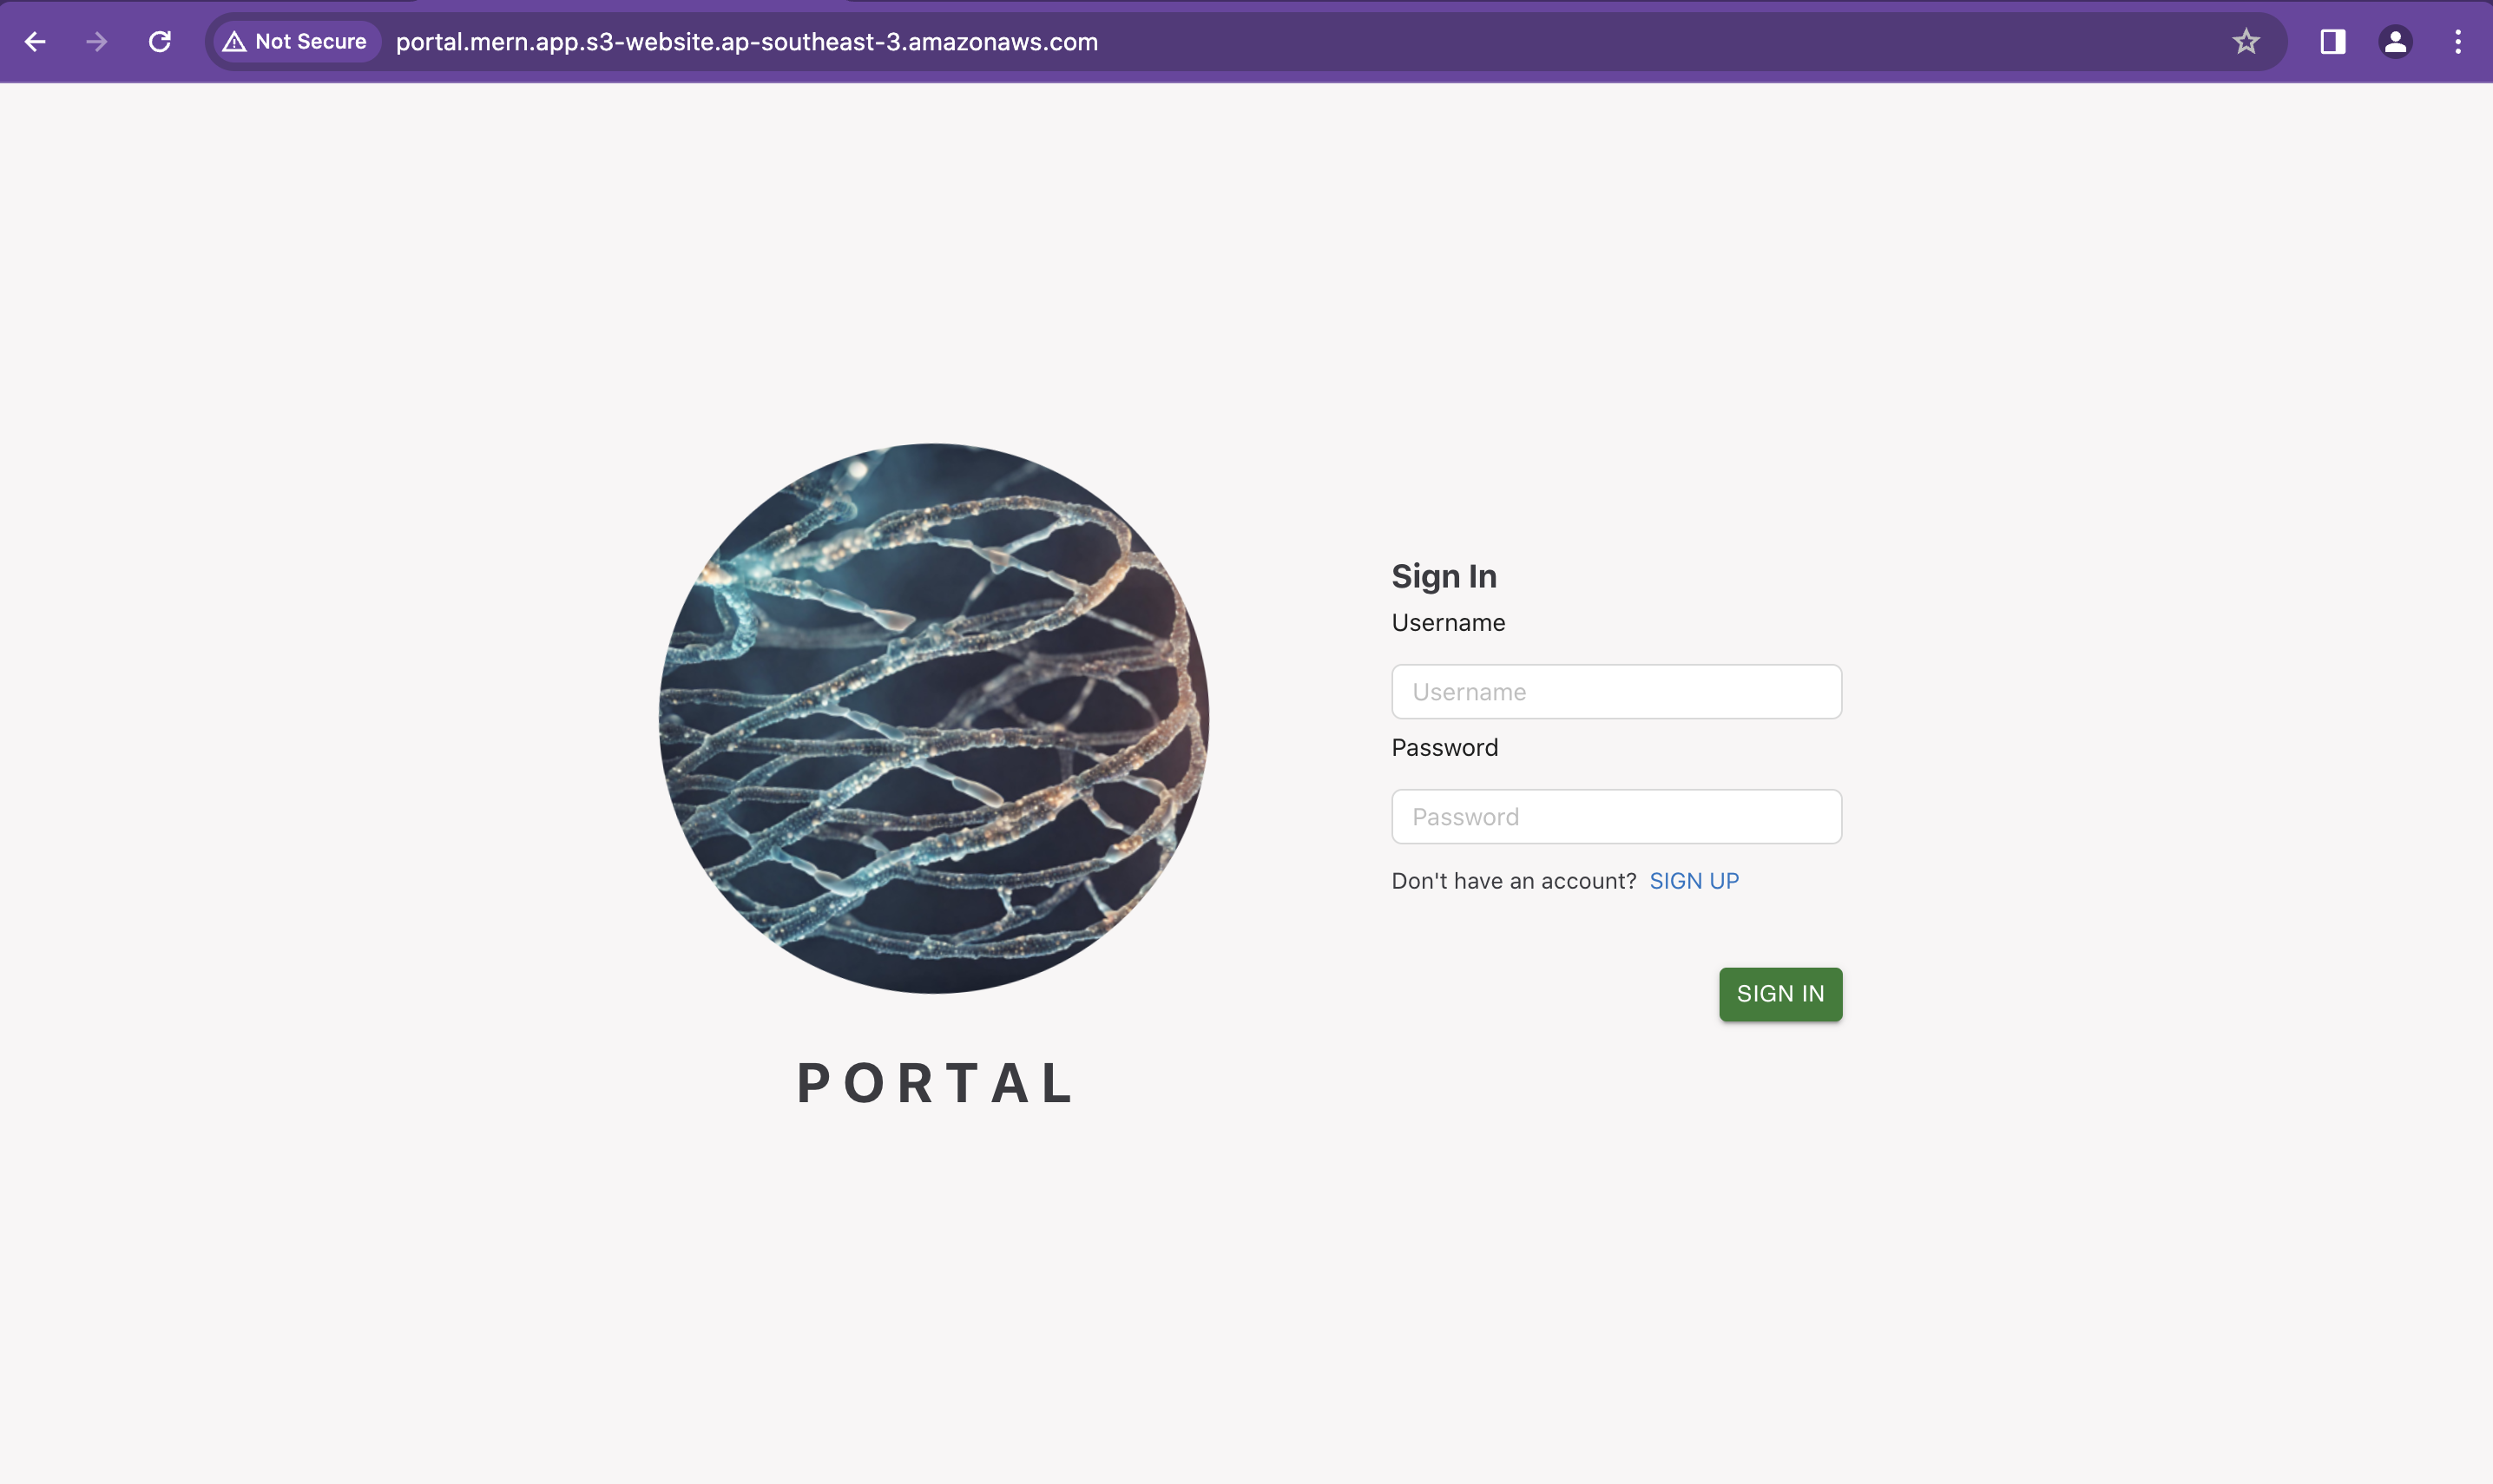 Not Secure portal.mern.app.s3-website.ap-southeast-3.amazonaws.com
PORTAL
Sign In
Username
Username
Password
Password
Don't have an account? SIGN UP
SIGN IN